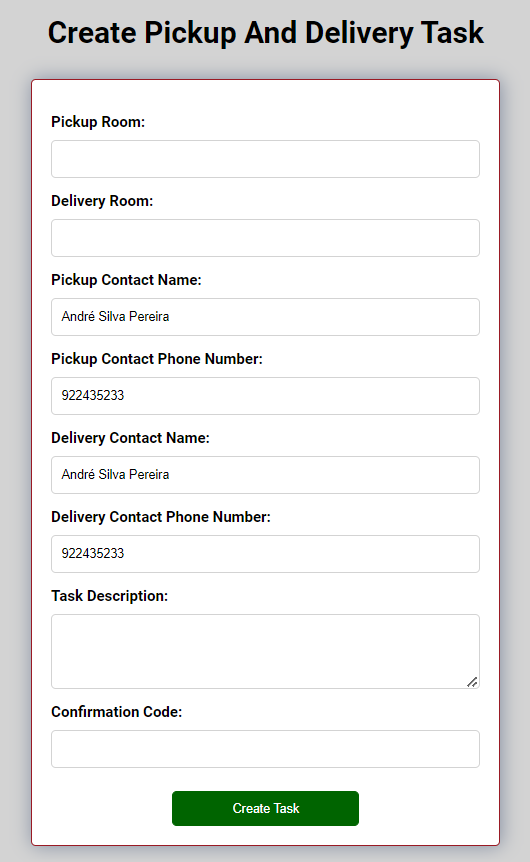 Create Pickup And Delivery Task
Pickup Room:
Delivery Room:
Pickup Contact Name:
André Silva Pereira
Pickup Contact Phone Number:
922435233
Delivery Contact Name:
André Silva Pereira
Delivery Contact Phone Number:
922435233
Task Description:
Confirmation Code:
Create Task